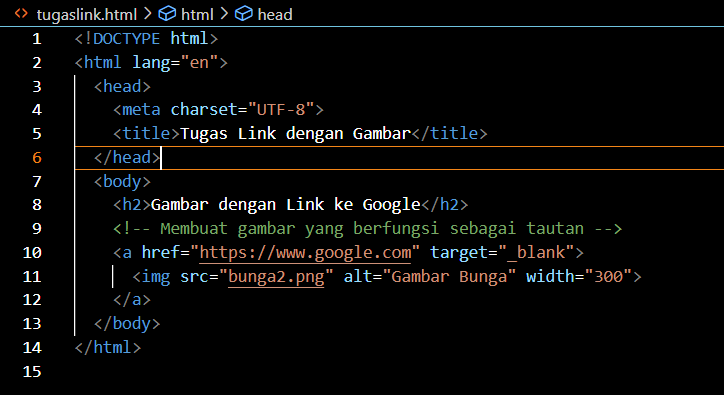 tugaslink.html > html > head
1 <!DOCTYPE html>
2 <html lang="en">
3 <head>
4 <meta charset="UTF-8">
5 <title>Tugas Link dengan Gambar</title>
6 </head>
7 <body>
8 <h2>Gambar dengan Link ke Google</h2>
9 <!-- Membuat gambar yang berfungsi sebagai tautan -->
10 <a href="https://www.google.com" target="_blank">
11 <img src="bunga2.png" alt="Gambar Bunga" width="300">
12 </a>
13 </body>
14 </html>
15